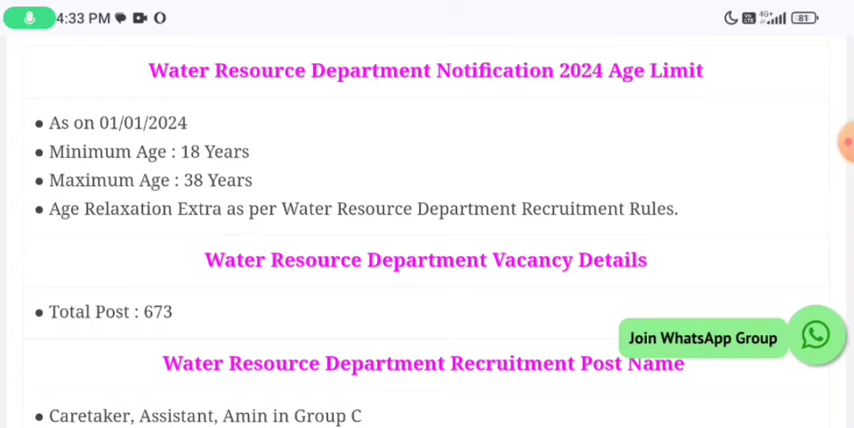 4:33 PM
4G+
81
Water Resource Department Notification 2024 Age Limit
● As on 01/01/2024
● Minimum Age : 18 Years
● Maximum Age : 38 Years
● Age Relaxation Extra as per Water Resource Department Recruitment Rules.
Water Resource Department Vacancy Details
● Total Post : 673
Join WhatsApp Group
Water Resource Department Recruitment Post Name
● Caretaker, Assistant, Amin in Group C